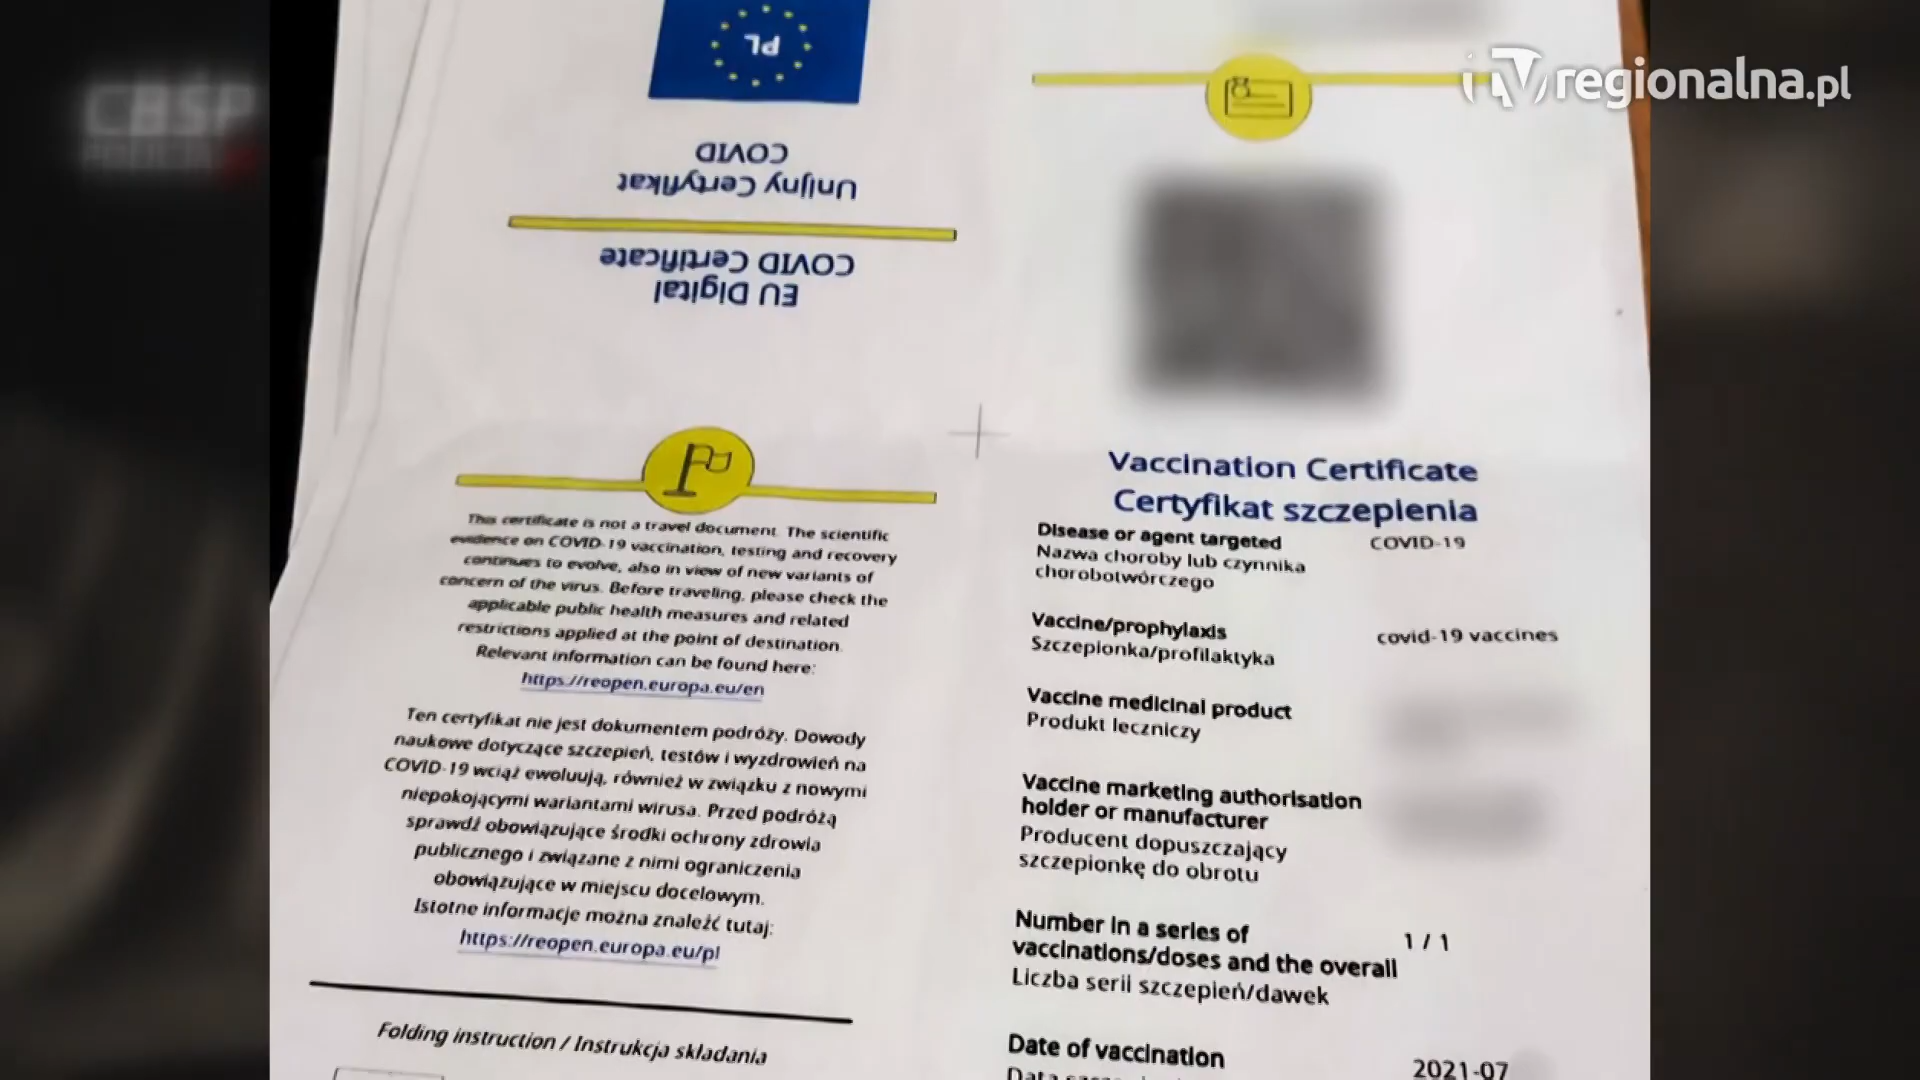 CBŚP
POLICJA
iTVregionalna.pl
PL
EU Digital
COVID Certificate
Unijny Certyfikat
COVID
This certificate is not a travel document. The scientific
evidence on COVID-19 vaccination, testing and recovery
continues to evolve, also in view of new variants of
concern of the virus. Before traveling, please check the
applicable public health measures and related
restrictions applied at the point of destination.
Relevant information can be found here:
https://reopen.europa.eu/en
Ten certyfikat nie jest dokumentem podróży. Dowody
naukowe dotyczące szczepień, testów i wyzdrowień na
COVID-19 wciąż ewoluują, również w związku z nowymi
niepokojącymi wariantami wirusa. Przed podróżą
sprawdź obowiązujące środki ochrony zdrowia
publicznego i związane z nimi ograniczenia
obowiązujące w miejscu docelowym.
Istotne informacje można znaleźć tutaj:
https://reopen.europa.eu/pl
Folding instruction / Instrukcja składania
Vaccination Certificate
Certyfikat szczepienia
Disease or agent targeted COVID-19
Nazwa choroby lub czynnika
chorobotwórczego
Vaccine/prophylaxis covid-19 vaccines
Szczepionka/profilaktyka
Vaccine medicinal product
Produkt leczniczy
Vaccine marketing authorisation
holder or manufacturer
Producent dopuszczający
szczepionkę do obrotu
Number in a series of 1 / 1
vaccinations/doses and the overall
Liczba serii szczepień/dawek
Date of vaccination 2021-07
Data